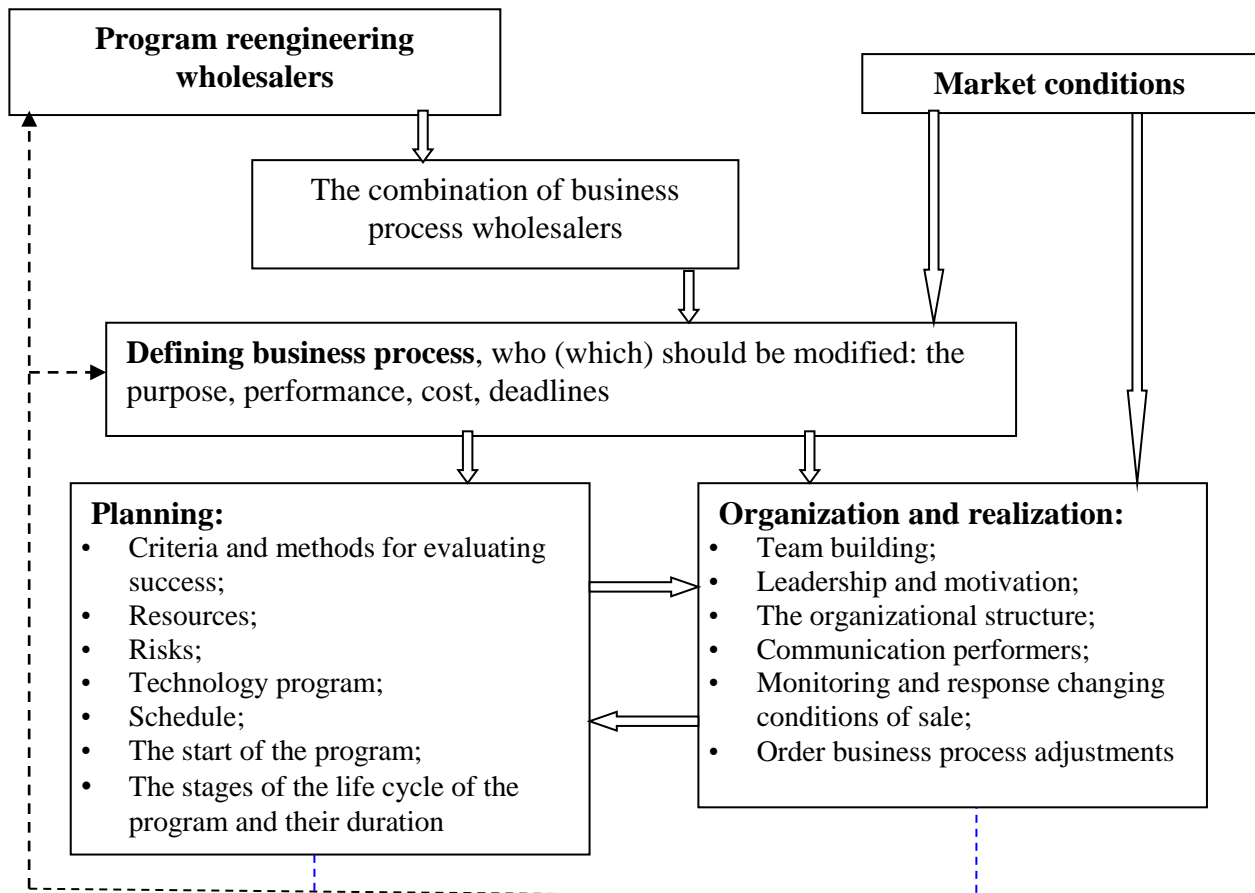 Program reengineering
wholesalers
Market conditions
The combination of business
process wholesalers
Defining business process, who (which) should be modified: the
purpose, performance, cost, deadlines
Planning:
• Criteria and methods for evaluating
success;
• Resources;
• Risks;
• Technology program;
• Schedule;
• The start of the program;
• The stages of the life cycle of the
program and their duration
Organization and realization:
• Team building;
• Leadership and motivation;
• The organizational structure;
• Communication performers;
• Monitoring and response changing
conditions of sale;
• Order business process adjustments